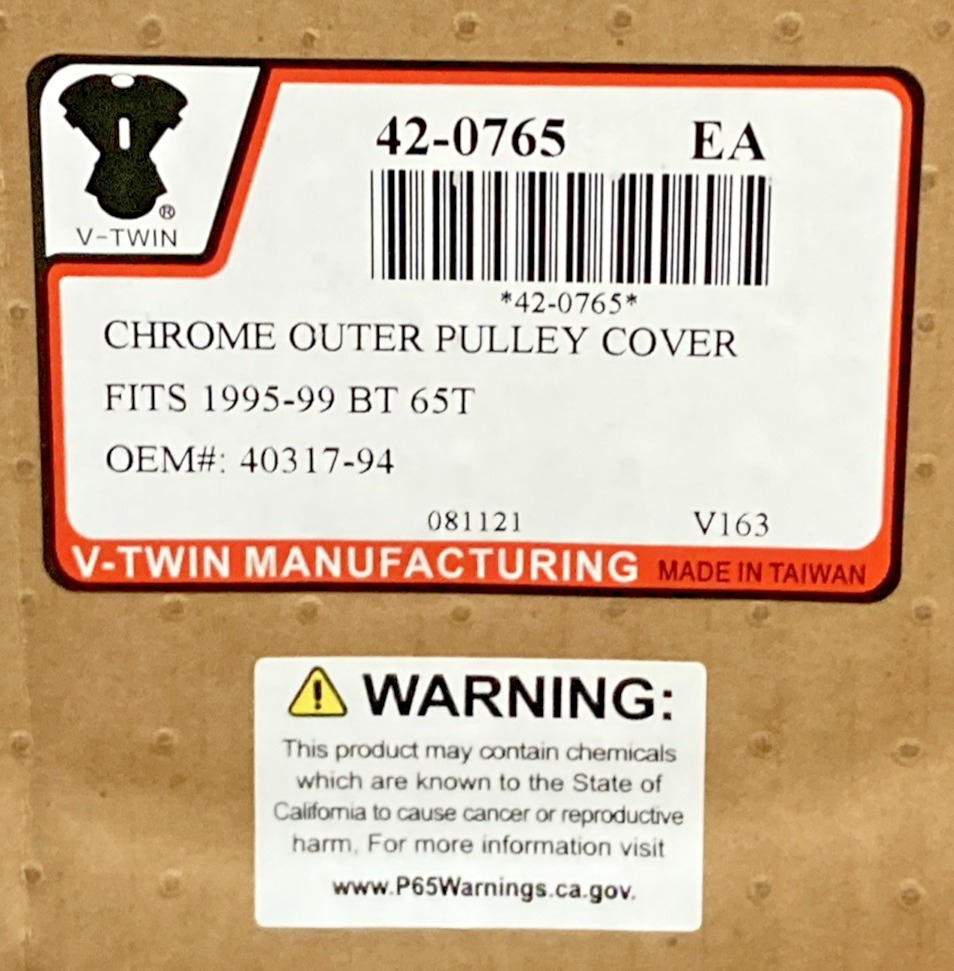 42-0765 EA
*42-0765*
®
V-TWIN
CHROME OUTER PULLEY COVER
FITS 1995-99 BT 65T
OEM#: 40317-94
081121 V163
V-TWIN MANUFACTURING MADE IN TAIWAN
WARNING:
This product may contain chemicals
which are known to the State of
California to cause cancer or reproductive
harm. For more information visit
www.P65Warnings.ca.gov.